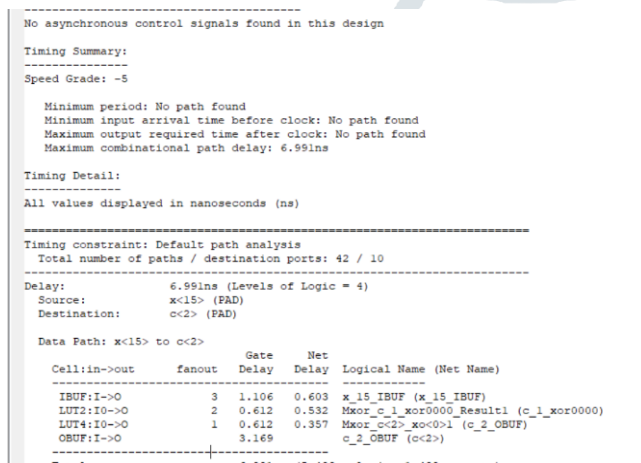 No asynchronous control signals found in this design
Timing Summary:
---------------
Speed Grade: -5
Minimum period: No path found
Minimum input arrival time before clock: No path found
Maximum output required time after clock: No path found
Maximum combinational path delay: 6.991ns
Timing Detail:
--------------
All values displayed in nanoseconds (ns)
=========================================================================
Timing constraint: Default path analysis
Total number of paths / destination ports: 42 / 10
-------------------------------------------------------------------------
Delay: 6.991ns (Levels of Logic = 4)
Source: x<15> (PAD)
Destination: c<2> (PAD)
Data Path: x<15> to c<2>
Gate Net
Cell:in->out fanout Delay Delay Logical Name (Net Name)
---------------------------------------- ------------
IBUF:I->O 3 1.106 0.603 x_15_IBUF (x_15_IBUF)
LUT2:I0->O 2 0.612 0.532 Mxor_c_1_xor0000_Result1 (c_1_xor0000)
LUT4:I0->O 1 0.612 0.357 Mxor_c<2>_xo<0>1 (c_2_OBUF)
OBUF:I->O 3.169 c_2_OBUF (c<2>)
----------------------------------------